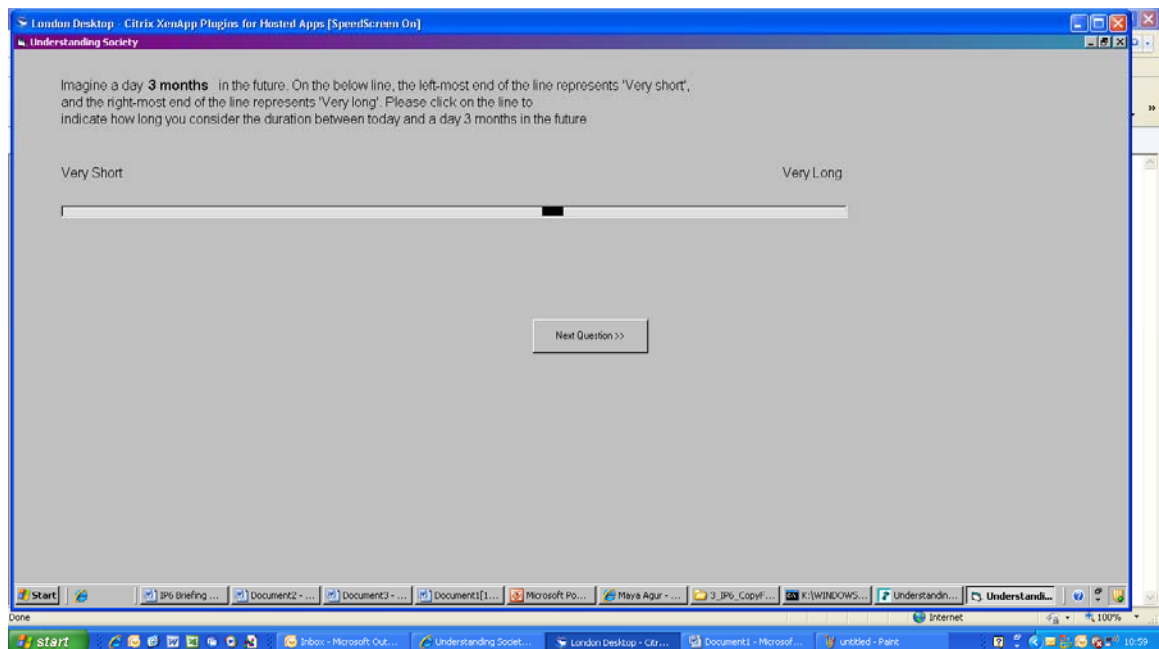 London Desktop - Citrix XenApp Plugins for Hosted Apps [SpeedScreen On]
Understanding Society
Imagine a day 3 months in the future. On the below line, the left-most end of the line represents 'Very short',
and the right-most end of the line represents 'Very long'. Please click on the line to
indicate how long you consider the duration between today and a day 3 months in the future
Very Short Very Long
Next Question >>
Start IP6 Briefing ... Document2 - ... Document3 - ... Document1[1... Microsoft Po... Maya Agur - ... 3_IP6_CopyF... K:\WINDOWS... Understandin... Understandi...
Done Internet 100%
start Inbox - Microsoft Out... Understanding Societ... London Desktop - Citr... Document1 - Microsof... untitled - Paint 10:59